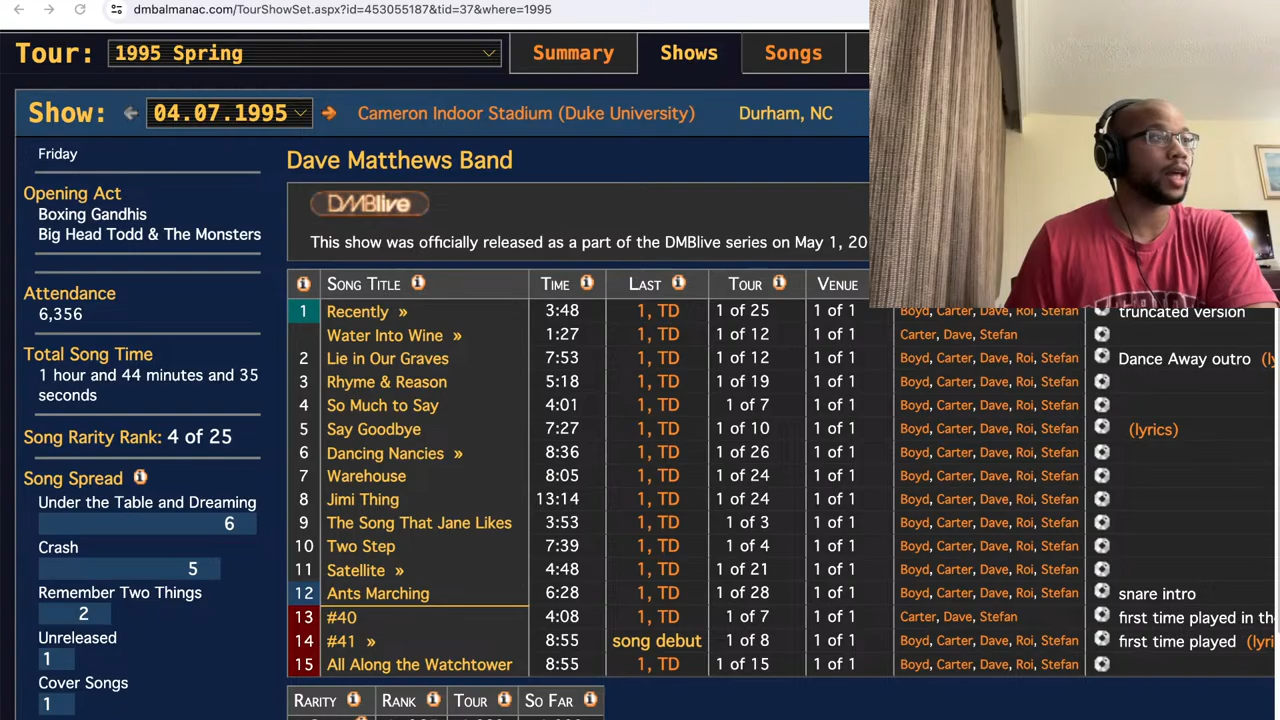 dmbalmanac.com/TourShowSet.aspx?id=453055187&tid=37&where=1995
Tour: 1995 Spring Summary Shows Songs
Show: 04.07.1995 Cameron Indoor Stadium (Duke University) Durham, NC
Friday
Opening Act
Boxing Gandhis
Big Head Todd & The Monsters
Attendance
6,356
Total Song Time
1 hour and 44 minutes and 35
seconds
Song Rarity Rank: 4 of 25
Song Spread
Under the Table and Dreaming
6
Crash
5
Remember Two Things
2
Unreleased
1
Cover Songs
1
Dave Matthews Band
DMBlive
This show was officially released as a part of the DMBlive series on May 1, 20
Song Title Time Last Tour Venue
1 Recently » 3:48 1, TD 1 of 25 1 of 1 Boyd, Carter, Dave, Roi, Stefan truncated version
Water Into Wine » 1:27 1, TD 1 of 12 1 of 1 Carter, Dave, Stefan
2 Lie in Our Graves 7:53 1, TD 1 of 12 1 of 1 Boyd, Carter, Dave, Roi, Stefan Dance Away outro (ly
3 Rhyme & Reason 5:18 1, TD 1 of 19 1 of 1 Boyd, Carter, Dave, Roi, Stefan
4 So Much to Say 4:01 1, TD 1 of 7 1 of 1 Boyd, Carter, Dave, Roi, Stefan
5 Say Goodbye 7:27 1, TD 1 of 10 1 of 1 Boyd, Carter, Dave, Roi, Stefan (lyrics)
6 Dancing Nancies » 8:36 1, TD 1 of 26 1 of 1 Boyd, Carter, Dave, Roi, Stefan
7 Warehouse 8:05 1, TD 1 of 24 1 of 1 Boyd, Carter, Dave, Roi, Stefan
8 Jimi Thing 13:14 1, TD 1 of 24 1 of 1 Boyd, Carter, Dave, Roi, Stefan
9 The Song That Jane Likes 3:53 1, TD 1 of 3 1 of 1 Boyd, Carter, Dave, Roi, Stefan
10 Two Step 7:39 1, TD 1 of 4 1 of 1 Boyd, Carter, Dave, Roi, Stefan
11 Satellite » 4:48 1, TD 1 of 21 1 of 1 Boyd, Carter, Dave, Roi, Stefan
12 Ants Marching 6:28 1, TD 1 of 28 1 of 1 Boyd, Carter, Dave, Roi, Stefan snare intro
13 #40 4:08 1, TD 1 of 7 1 of 1 Carter, Dave, Stefan first time played in the
14 #41 » 8:55 song debut 1 of 8 1 of 1 Boyd, Carter, Dave, Roi, Stefan first time played (lyri
15 All Along the Watchtower 8:55 1, TD 1 of 15 1 of 1 Boyd, Carter, Dave, Roi, Stefan
Rarity Rank Tour So Far